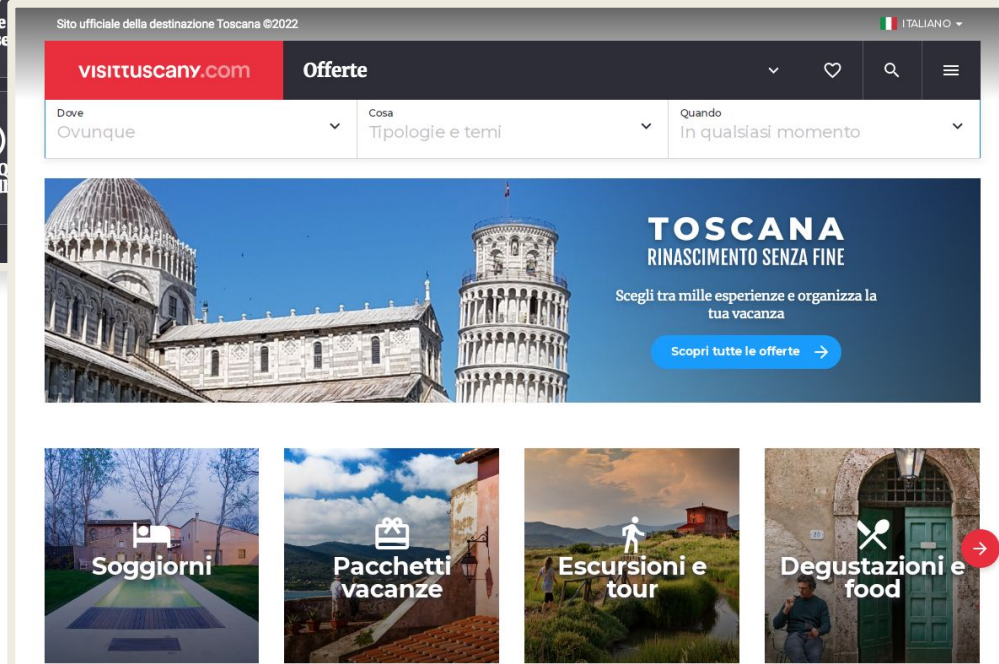 Sito ufficiale della destinazione Toscana ©2022
ITALIANO
VISITTUSCANY.COM
Offerte
Dove
Ovunque
Cosa
Tipologie e temi
Quando
In qualsiasi momento
TOSCANA
RINASCIMENTO SENZA FINE
Scegli tra mille esperienze e organizza la
tua vacanza
Scopri tutte le offerte
Soggiorni
Pacchetti
vacanze
Escursioni e
tour
Degustazioni e
food